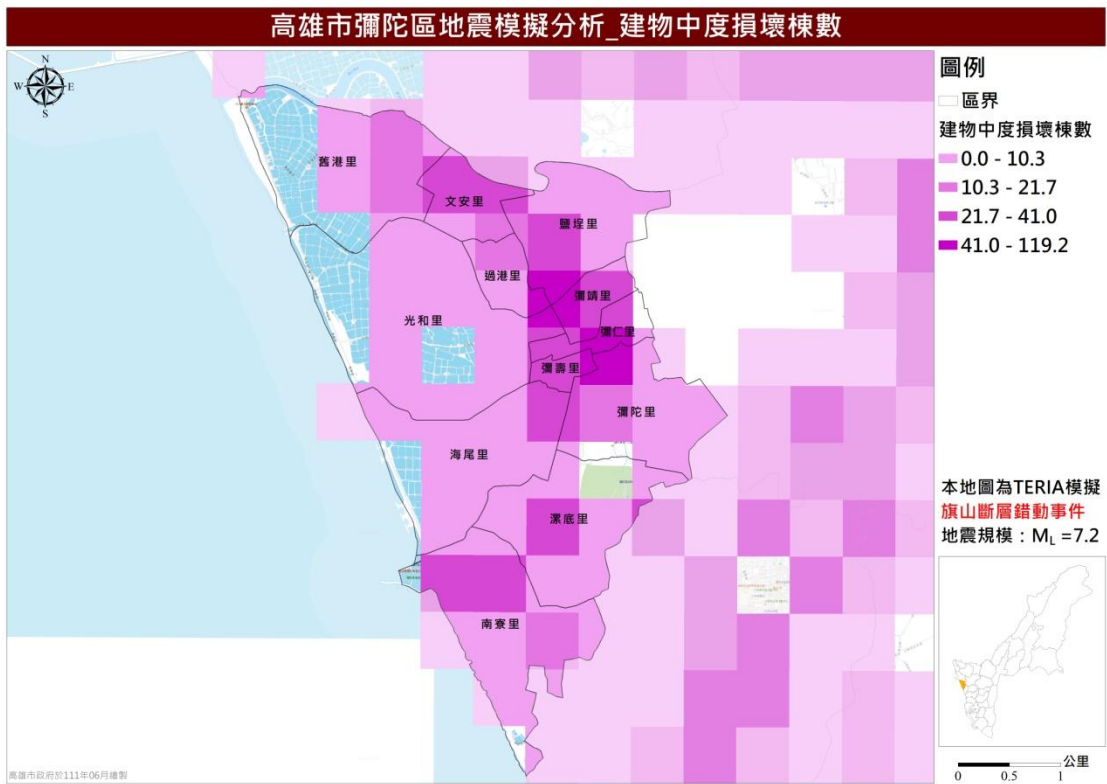 高雄市彌陀區地震模擬分析_建物中度損壞棟數
N
W E
S
圖例
區界
建物中度損壞棟數
0.0 - 10.3
10.3 - 21.7
21.7 - 41.0
41.0 - 119.2
舊港里
文安里
鹽埕里
過港里
彌靖里
光和里
彌仁里
彌壽里
彌陀里
海尾里
漯底里
南寮里
本地圖為TERIA模擬
旗山斷層錯動事件
地震規模：ML =7.2
公里
0 0.5 1
高雄市政府於111年06月繪製